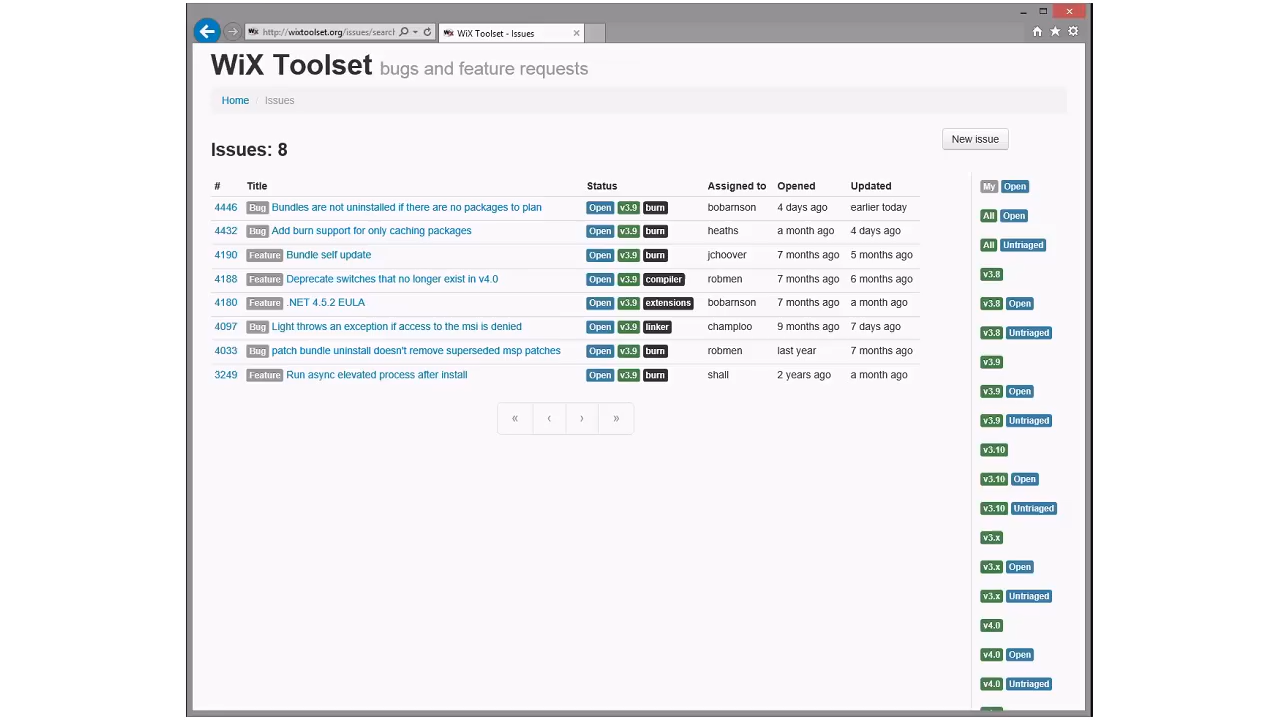 http://wixtoolset.org/issues/searcl
WiX Toolset - Issues
WiX Toolset bugs and feature requests
Home / Issues
New issue
Issues: 8
# Title Status Assigned to Opened Updated
4446 Bug Bundles are not uninstalled if there are no packages to plan Open v3.9 burn bobarnson 4 days ago earlier today
4432 Bug Add burn support for only caching packages Open v3.9 burn heaths a month ago 4 days ago
4190 Feature Bundle self update Open v3.9 burn jchoover 7 months ago 5 months ago
4188 Feature Deprecate switches that no longer exist in v4.0 Open v3.9 compiler robmen 7 months ago 6 months ago
4180 Feature .NET 4.5.2 EULA Open v3.9 extensions bobarnson 7 months ago a month ago
4097 Bug Light throws an exception if access to the msi is denied Open v3.9 linker champloo 9 months ago 7 days ago
4033 Bug patch bundle uninstall doesn't remove superseded msp patches Open v3.9 burn robmen last year 7 months ago
3249 Feature Run async elevated process after install Open v3.9 burn shall 2 years ago a month ago
« ‹ › »
My Open
All Open
All Untriaged
v3.8
v3.8 Open
v3.8 Untriaged
v3.9
v3.9 Open
v3.9 Untriaged
v3.10
v3.10 Open
v3.10 Untriaged
v3.x
v3.x Open
v3.x Untriaged
v4.0
v4.0 Open
v4.0 Untriaged